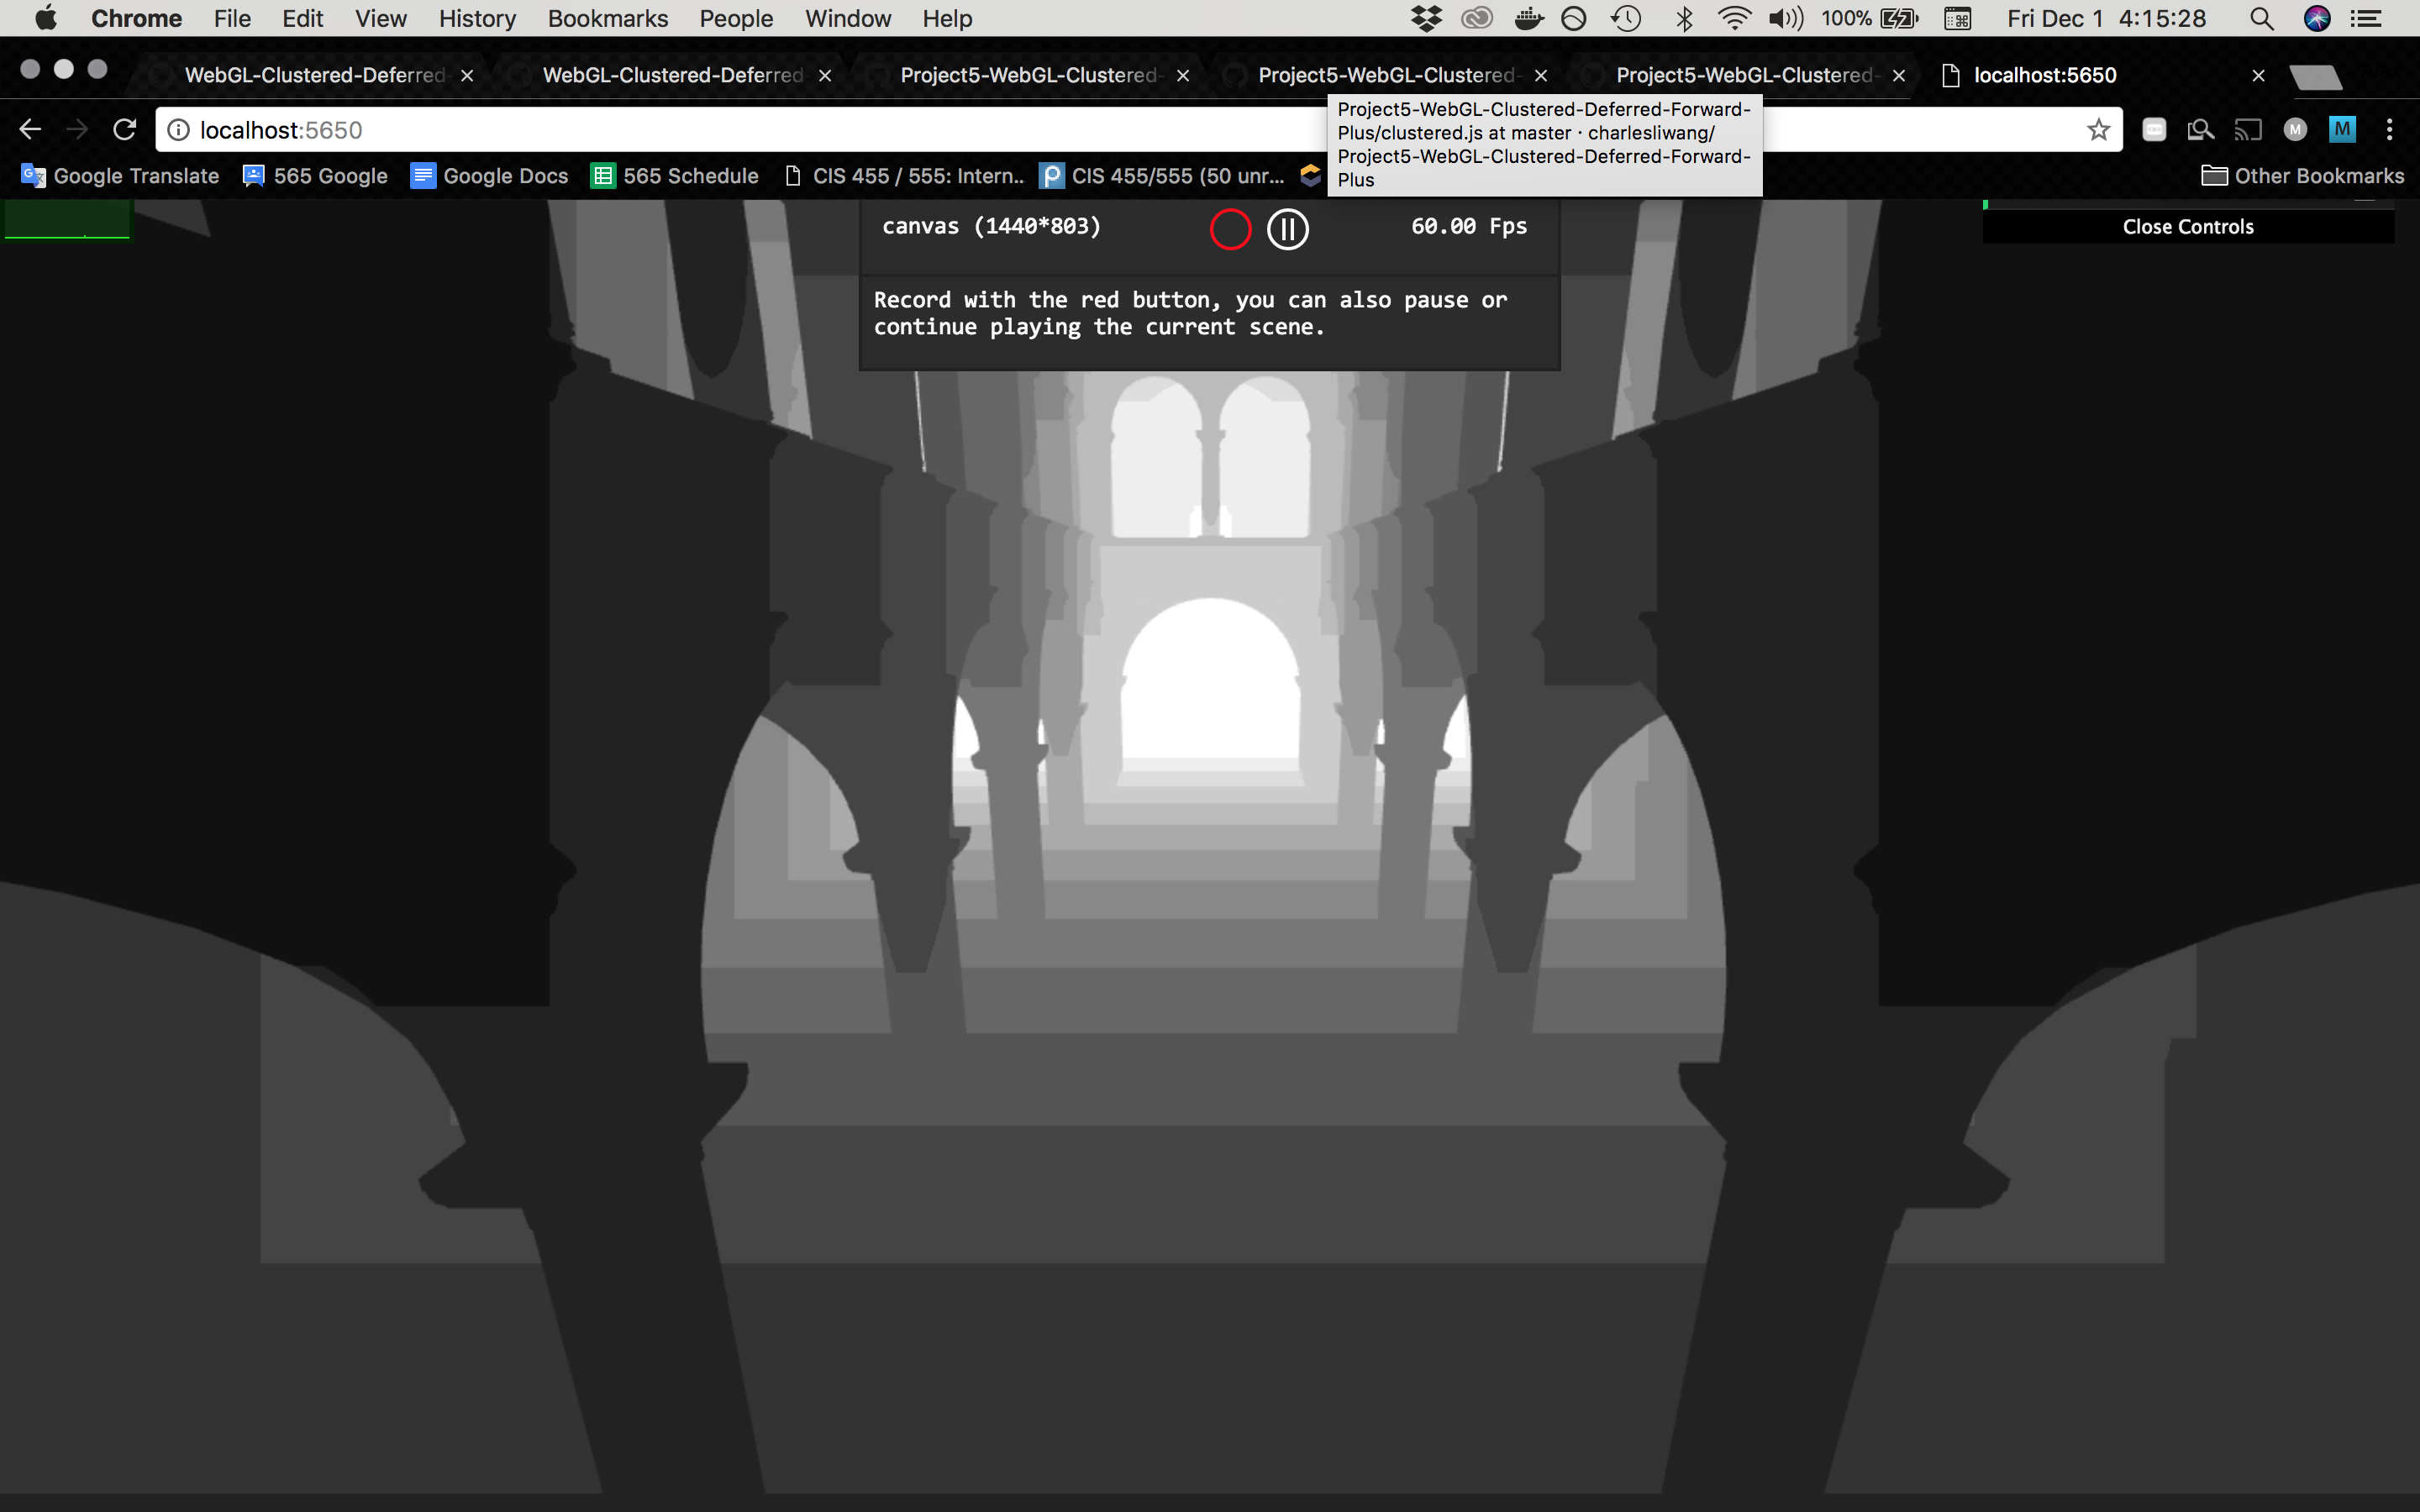 Chrome File Edit View History Bookmarks People Window Help 100% Fri Dec 1 4:15:28
WebGL-Clustered-Deferred- WebGL-Clustered-Deferred Project5-WebGL-Clustered- Project5-WebGL-Clustered- Project5-WebGL-Clustered- localhost:5650
localhost:5650
Project5-WebGL-Clustered-Deferred-Forward-
Plus/clustered.js at master · charlesliwang/
Project5-WebGL-Clustered-Deferred-Forward-
Plus
M M
Google Translate 565 Google Google Docs 565 Schedule CIS 455 / 555: Intern... CIS 455/555 (50 unr... Other Bookmarks
canvas (1440*803) 60.00 Fps
Close Controls
Record with the red button, you can also pause or
continue playing the current scene.